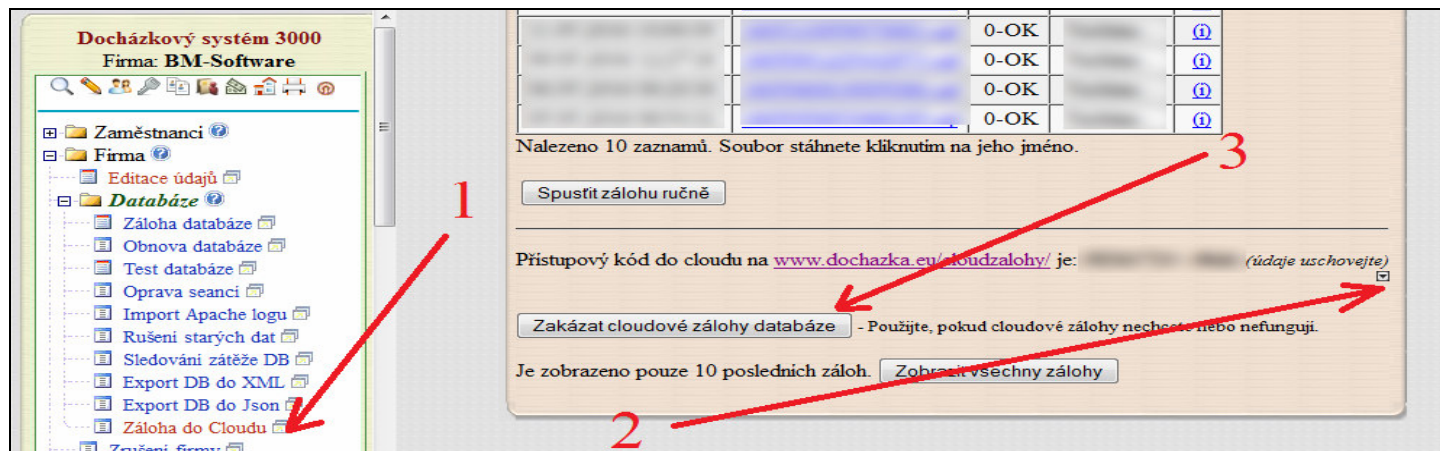 Docházkový systém 3000
Firma: BM-Software
Zaměstnanci
Firma
Editace údajů
Databáze
Záloha databáze
Obnova databáze
Test databáze
Oprava seancí
Import Apache logu
Rušení starých dat
Sledování zátěže DB
Export DB do XML
Export DB do Json
Záloha do Cloudu
Zrušení firmy
1
0-OK (i)
0-OK (i)
0-OK (i)
0-OK (i)
Nalezeno 10 zaznamů. Soubor stáhnete kliknutím na jeho jméno.
3
Spustit zálohu ručně
Přístupový kód do cloudu na www.dochazka.eu/cloudzalohy/ je: (údaje uschovejte)
Zakázat cloudové zálohy databáze - Použijte, pokud cloudové zálohy nechcete nebo nefungují.
Je zobrazeno pouze 10 posledních záloh. Zobrazit všechny zálohy
2